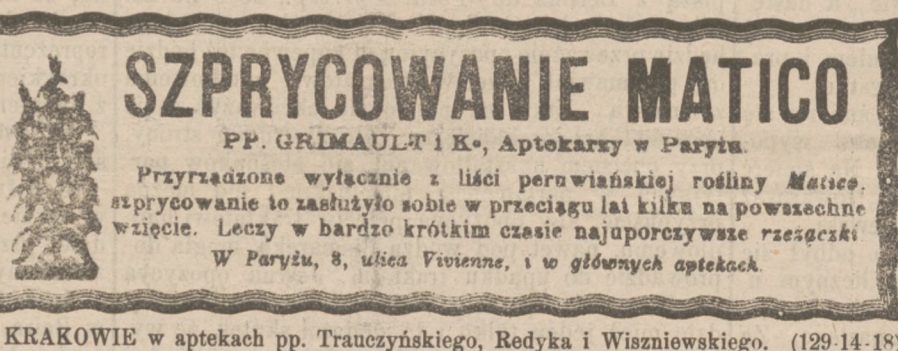 SZPRYCOWANIE MATICO
PP. GRIMAULT i Kº, Aptekarzy w Paryżu.
Przyrządzone wyłącznie z liści peruwiańskiej rośliny Matico,
szprycowanie to zasłużyło sobie w przeciągu lat kilku na powszechne
wzięcie. Leczy w bardzo krótkim czasie najuporczywsze rzeżączki
W Paryżu, 8, ulica Vivienne, i w głównych aptekach.
KRAKOWIE w aptekach pp. Trauczyńskiego, Redyka i Wiszniewskiego. (129-14-18)